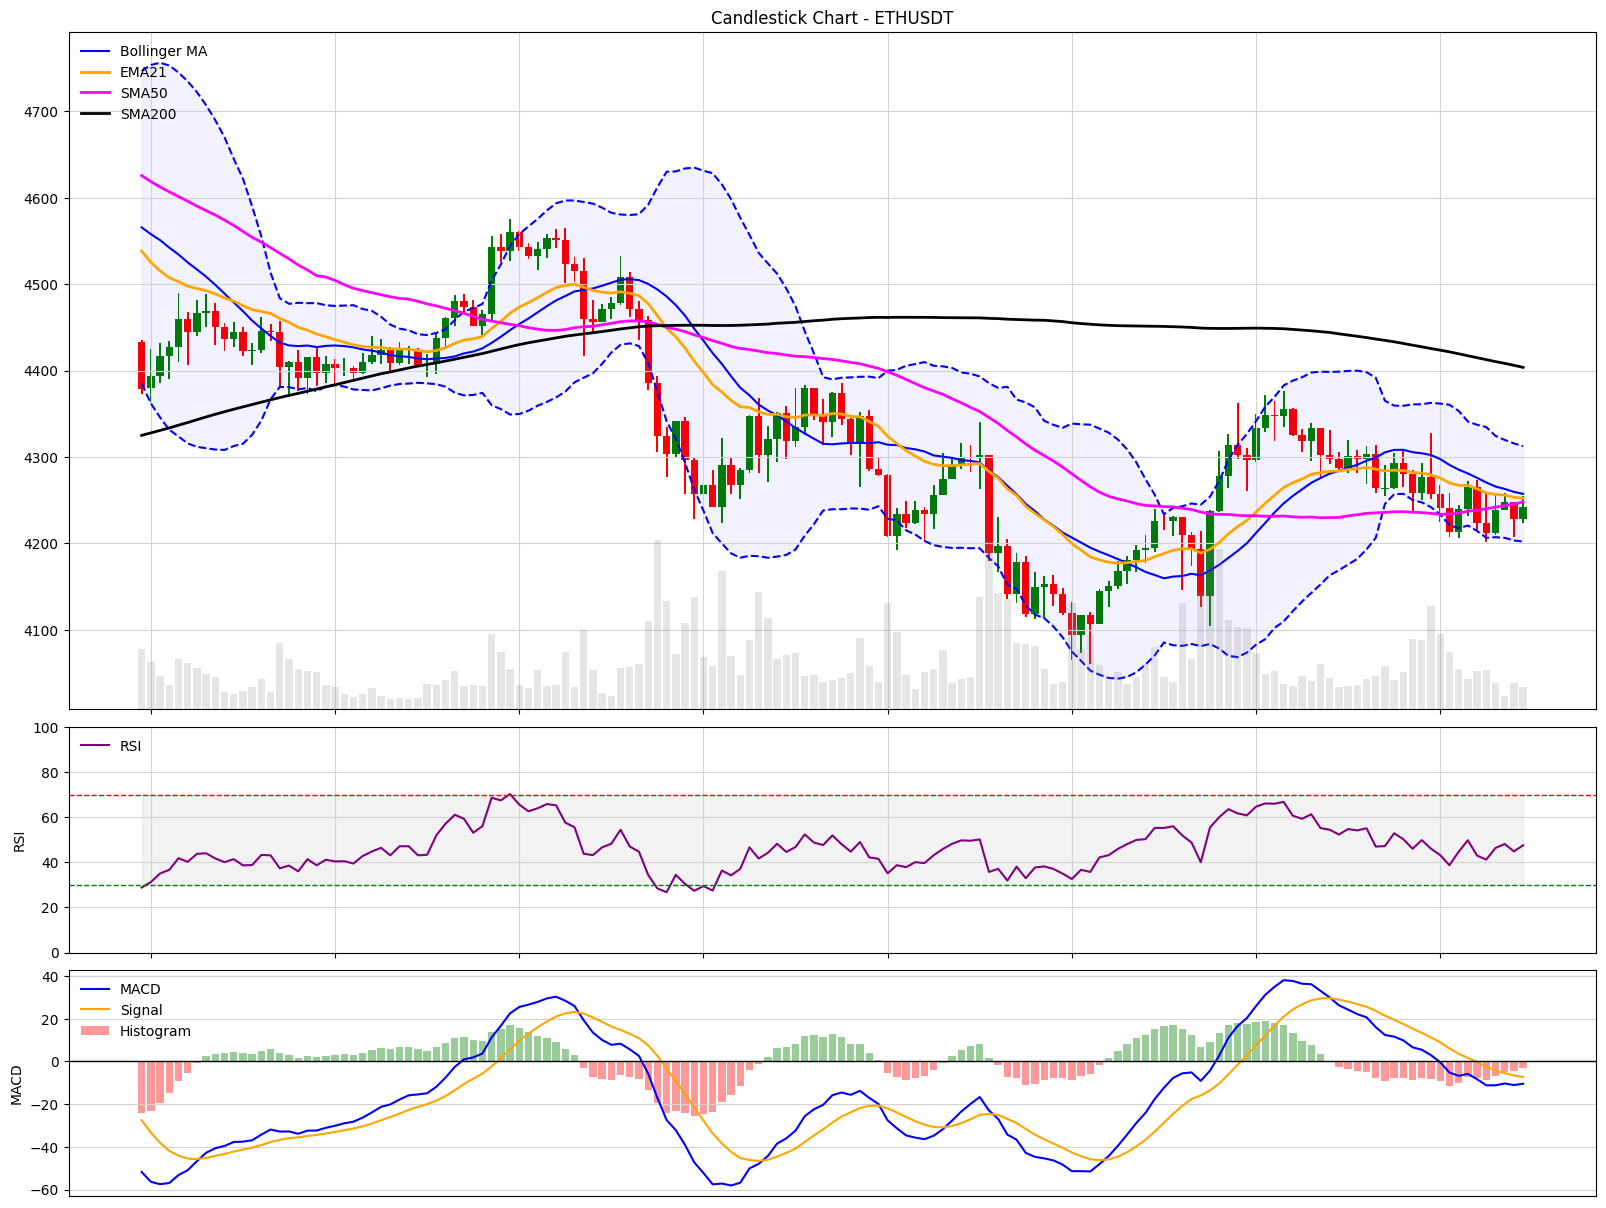 Candlestick Chart - ETHUSDT
Bollinger MA
EMA21
SMA50
SMA200
4700
4600
4500
4400
4300
4200
4100
100
80
60
40
20
0
RSI
RSI
40
20
0
−20
−40
−60
MACD
MACD
Signal
Histogram